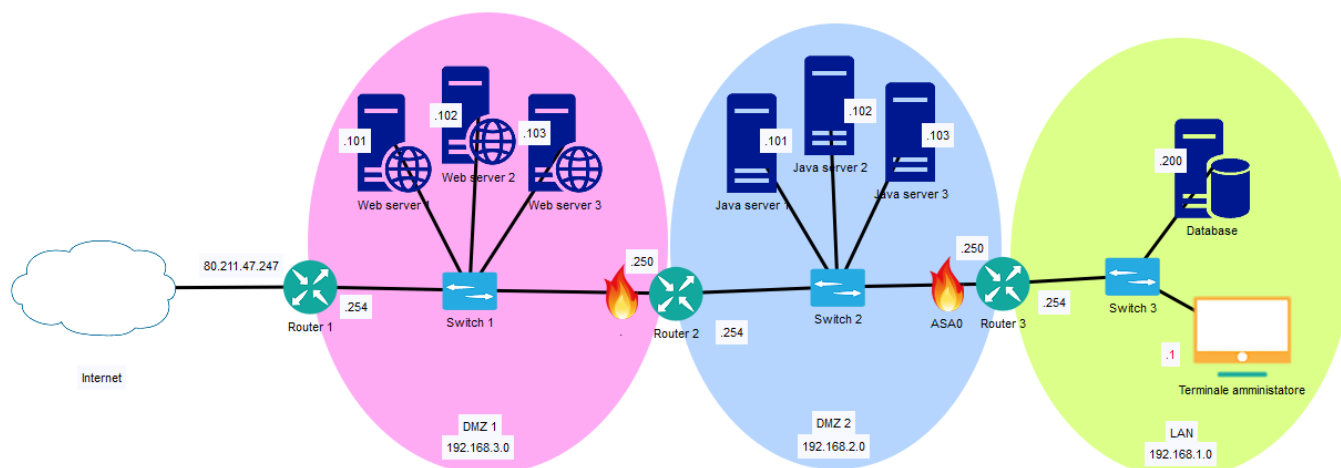 .101
.102
.103
Web server 1
Web server 2
Web server 3
.101
.102
.103
Java server 1
Java server 2
Java server 3
.200
Database
80.211.47.247
Router 1
.254
Switch 1
.250
.
Router 2
.254
Switch 2
.250
ASA0
Router 3
.254
Switch 3
.1
Terminale amministatore
Internet
DMZ 1
192.168.3.0
DMZ 2
192.168.2.0
LAN
192.168.1.0